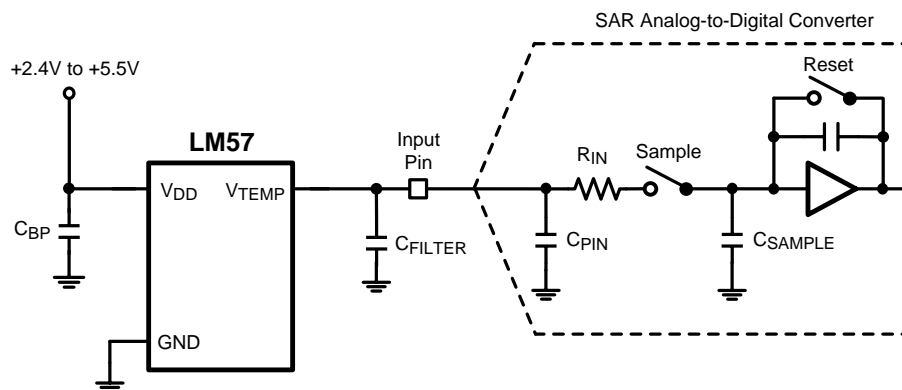 SAR Analog-to-Digital Converter
+2.4V to +5.5V
Reset
LM57
Input
Pin
RIN
Sample
VDD
VTEMP
CBP
CFILTER
CPIN
CSAMPLE
GND